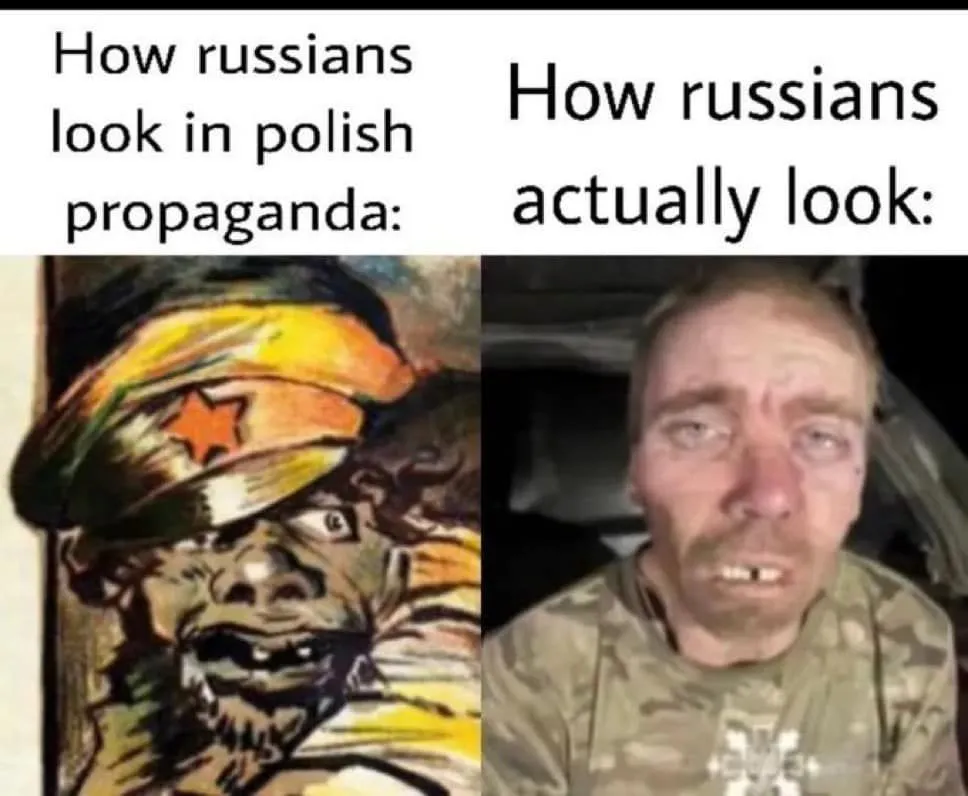 How russians
look in polish
propaganda:
How russians
actually look: